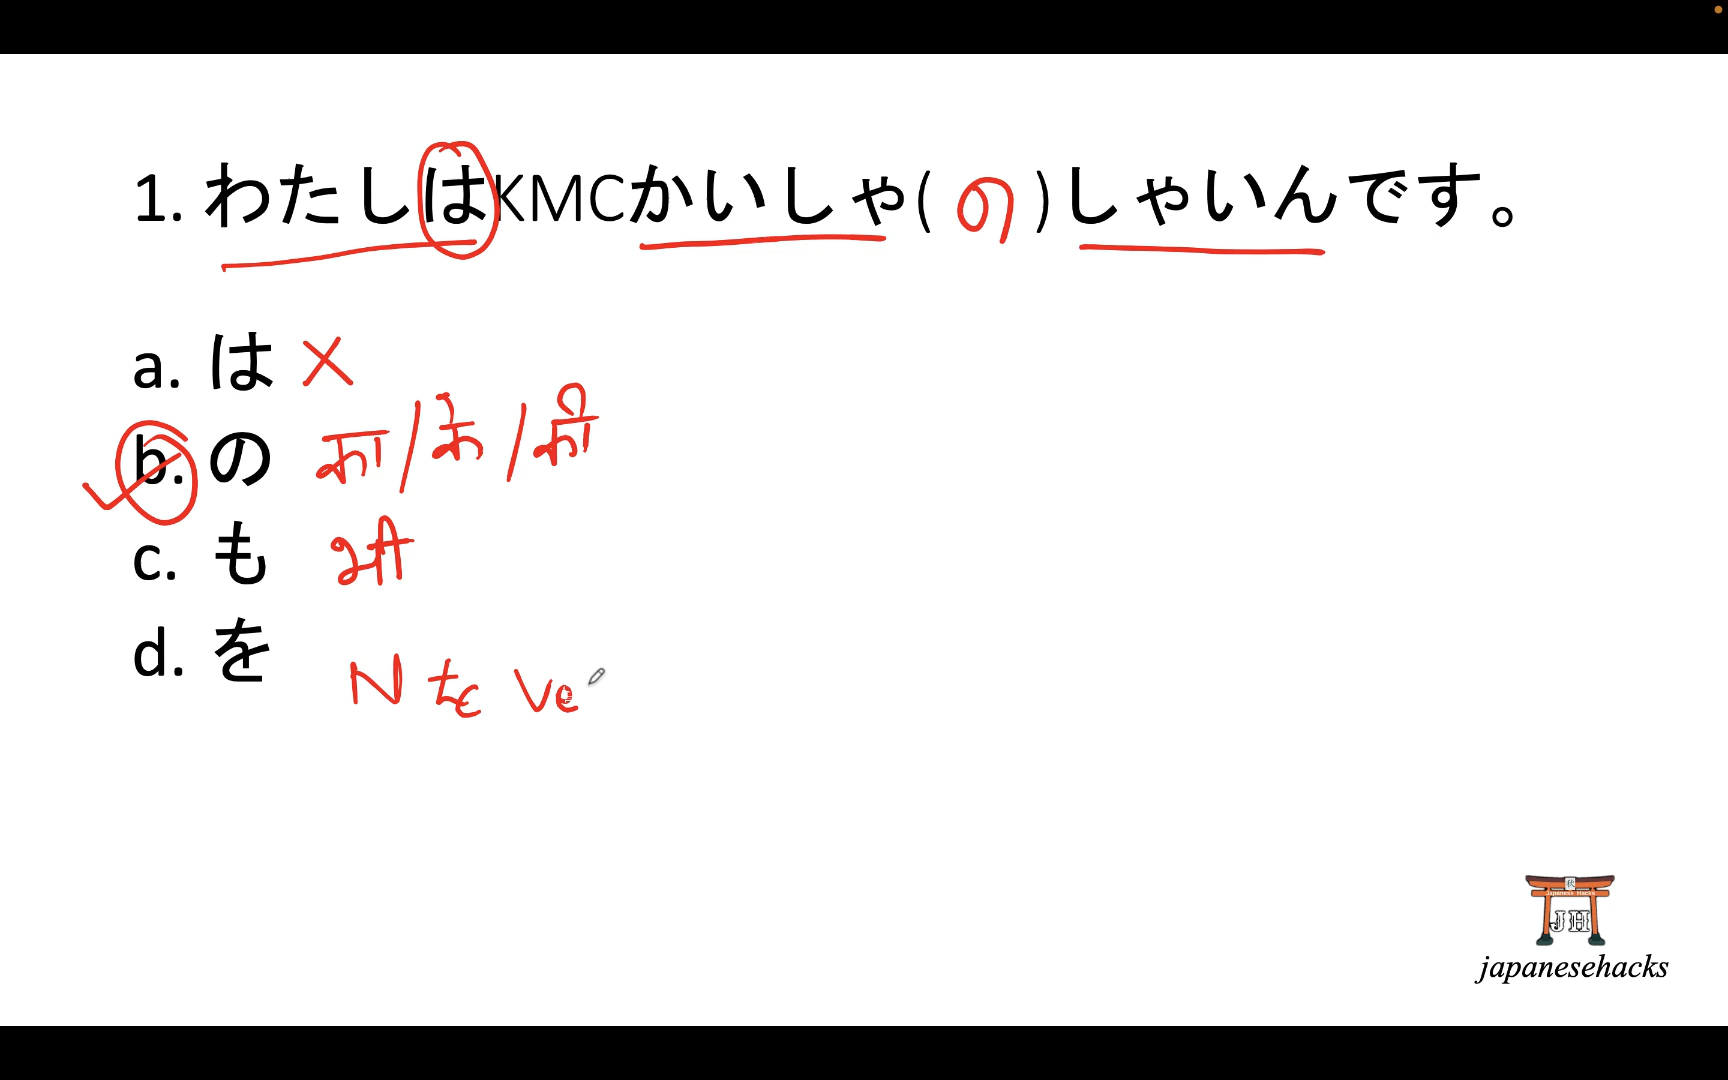 1. わたしはKMCかいしゃ( の )しゃいんです。
a. は X
b. の का / के / की
c. も भी
d. を
N を Ve
JH
japanesehacks